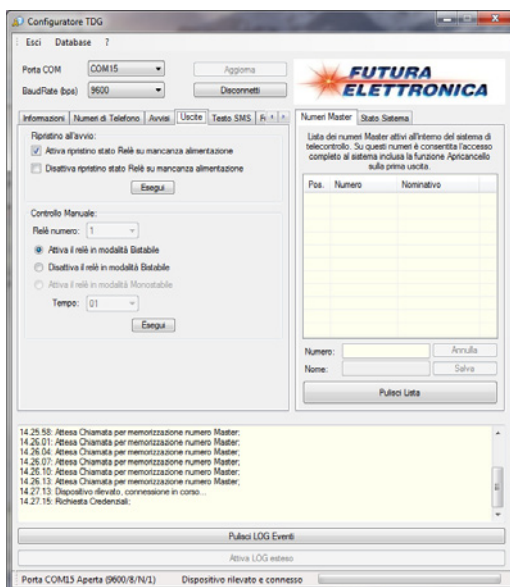 Configuratore TDG
Esci Database ?
Porta COM COM15 Aggiorna
BaudRate (bps) 9600 Disconnetti
FUTURA
ELETTRONICA
Informazioni Numeri di Telefono Avvisi Uscite Testo SMS
Ripristino all'avvio:
Attiva ripristino stato Relè su mancanza alimentazione
Disattiva ripristino stato Relè su mancanza alimentazione
Esegui
Controllo Manuale:
Relè numero: 1
Attiva il relè in modalità Bistabile
Disattiva il relè in modalità Bistabile
Attiva il relè in modalità Monostabile
Tempo: 01
Esegui
Numeri Master Stato Sistema
Lista dei numeri Master attivi all'interno del sistema di
telecontrollo. Su questi numeri è consentita l'accesso
completo al sistema inclusa la funzione Apricancello
sulla prima uscita.
Pos. Numero Nominativo
Numero: Annulla
Nome: Salva
Pulisci Lista
14.25.58: Attesa Chiamata per memorizzazione numero Master;
14.26.01: Attesa Chiamata per memorizzazione numero Master;
14.26.04: Attesa Chiamata per memorizzazione numero Master;
14.26.07: Attesa Chiamata per memorizzazione numero Master;
14.26.10: Attesa Chiamata per memorizzazione numero Master;
14.26.13: Attesa Chiamata per memorizzazione numero Master;
14.27.13: Dispositivo rilevato, connessione in corso...
14.27.15: Richiesta Credenziali;
Pulisci LOG Eventi
Attiva LOG esteso
Porta COM15 Aperta (9600/8/N/1) Dispositivo rilevato e connesso